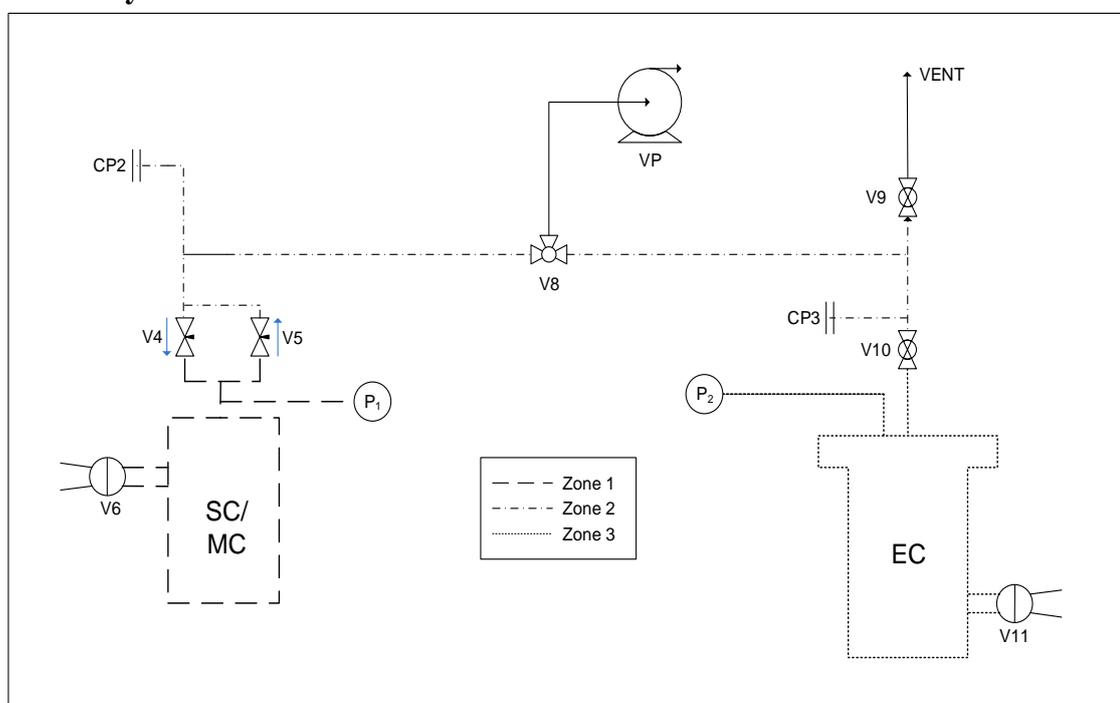 VENT
VP
CP2
V9
V8
CP3
V4
V5
V10
P1
P2
V6
SC/
MC
Zone 1
Zone 2
Zone 3
EC
V11